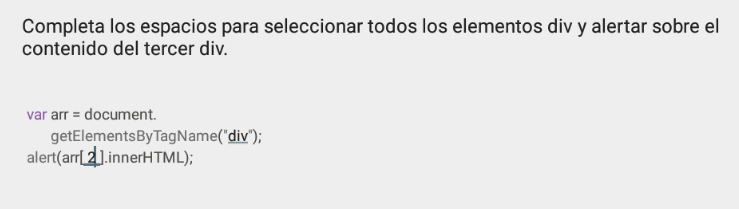 Completa los espacios para seleccionar todos los elementos div y alertar sobre el
contenido del tercer div.
var arr = document.
getElementsByTagName("div");
alert(arr[ 2 ].innerHTML);